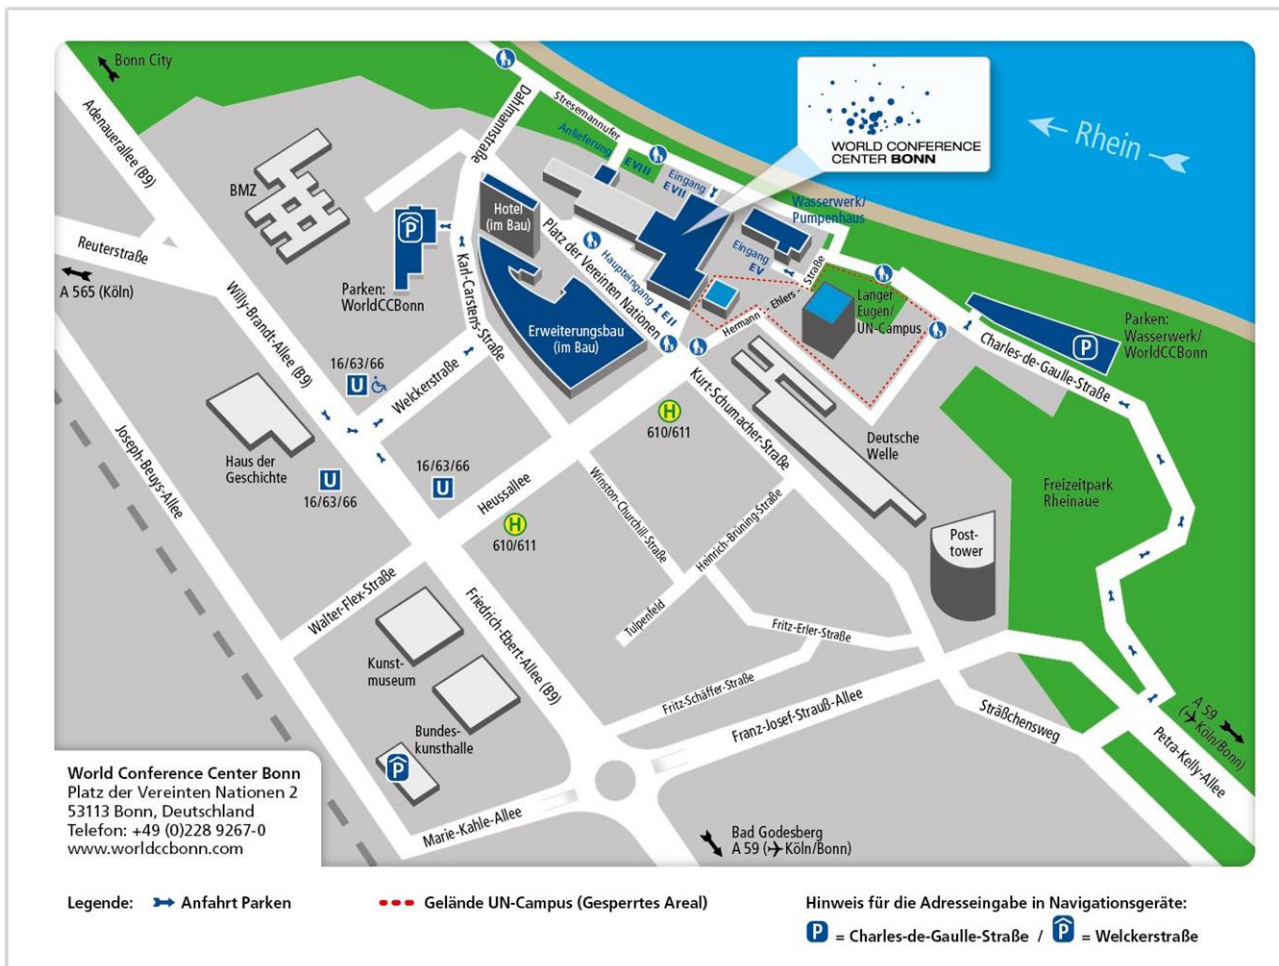 Bonn City
Adenauerallee (B9)
Dahlmannstraße
Stresemannufer
Anlieferung
E VIII
Eingang
E VII
WORLD CONFERENCE
CENTER BONN
Rhein
BMZ
Hotel
(im Bau)
Platz der Vereinten Nationen
Wasserwerk/
Pumpenhaus
Reuterstraße
A 565 (Köln)
P
Parken:
WorldCCBonn
Karl-Carstens-Straße
Haupteingang
E II
Eingang
E V
Hermann - Ehlers - Straße
Langer
Eugen/
UN-Campus
Erweiterungsbau
(im Bau)
Willy-Brandt-Allee (B9)
Charles-de-Gaulle-Straße
P
Parken:
Wasserwerk/
WorldCCBonn
16/63/66
U
Welckerstraße
Kurt-Schumacher-Straße
H
610/611
Deutsche
Welle
Joseph-Beuys-Allee
Haus der
Geschichte
U
16/63/66
16/63/66
U
Heussallee
H
610/611
Winston-Churchill-Straße
Heinrich-Brüning-Straße
Freizeitpark
Rheinaue
Post-
tower
Walter-Flex-Straße
Tulpenfeld
Friedrich-Ebert-Allee (B9)
Fritz-Erler-Straße
Kunst-
museum
Fritz-Schäffer-Straße
Franz-Josef-Strauß-Allee
Sträßchensweg
A 59
(Köln/Bonn)
Petra-Kelly-Allee
Bundes-
kunsthalle
P
Marie-Kahle-Allee
Bad Godesberg
A 59 (Köln/Bonn)
World Conference Center Bonn
Platz der Vereinten Nationen 2
53113 Bonn, Deutschland
Telefon: +49 (0)228 9267-0
www.worldccbonn.com
Legende: Anfahrt Parken
Gelände UN-Campus (Gesperrtes Areal)
Hinweis für die Adresseingabe in Navigationsgeräte:
P = Charles-de-Gaulle-Straße / P = Welckerstraße